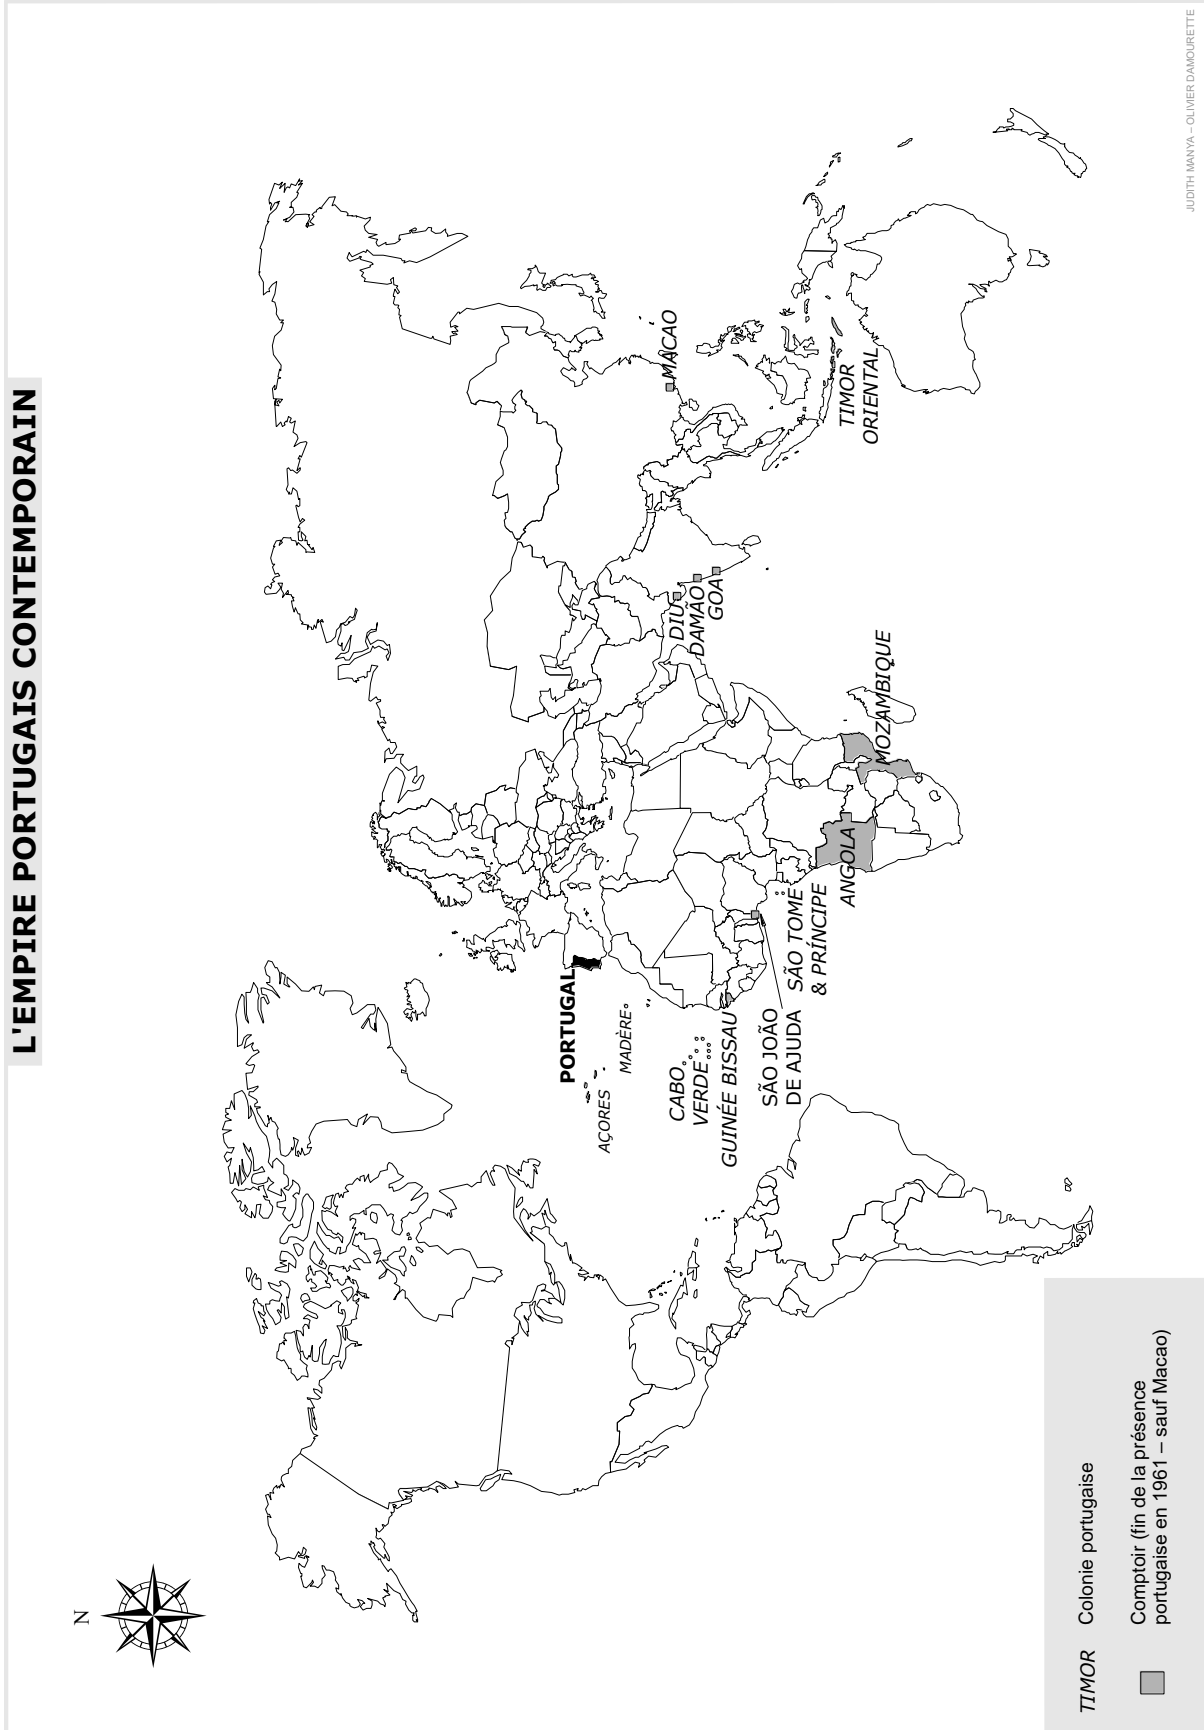 L'EMPIRE PORTUGAIS CONTEMPORAIN
N
PORTUGAL
AÇORES
MADÈRE
CABO
VERDE
GUINÉE BISSAU
SÃO JOÃO
DE AJUDA
SÃO TOME
& PRÍNCIPE
ANGOLA
MOZAMBIQUE
DIU
DAMÃO
GOA
MACAO
TIMOR
ORIENTAL
TIMOR Colonie portugaise
Comptoir (fin de la présence
portugaise en 1961 – sauf Macao)
JUDITH MANYA – OLIVIER DAMOURETTE